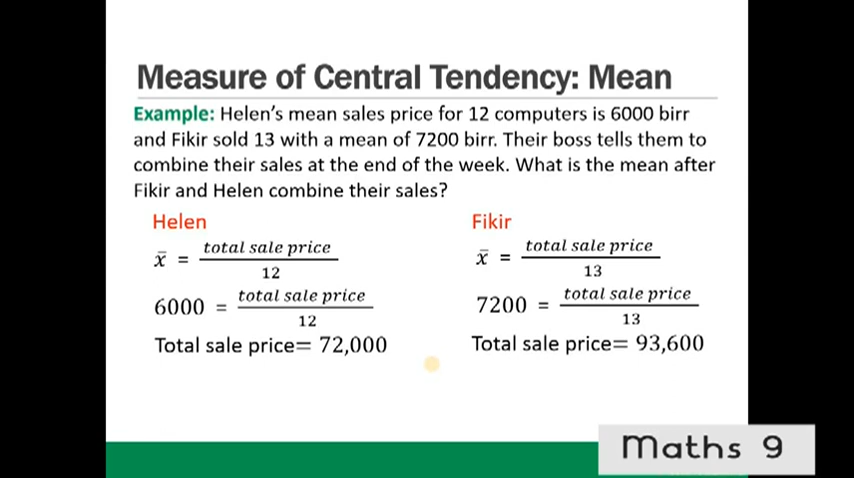 Measure of Central Tendency: Mean
Example: Helen's mean sales price for 12 computers is 6000 birr
and Fikir sold 13 with a mean of 7200 birr. Their boss tells them to
combine their sales at the end of the week. What is the mean after
Fikir and Helen combine their sales?
Helen
x̄ = total sale price / 12
6000 = total sale price / 12
Total sale price= 72,000
Fikir
x̄ = total sale price / 13
7200 = total sale price / 13
Total sale price= 93,600
Maths 9